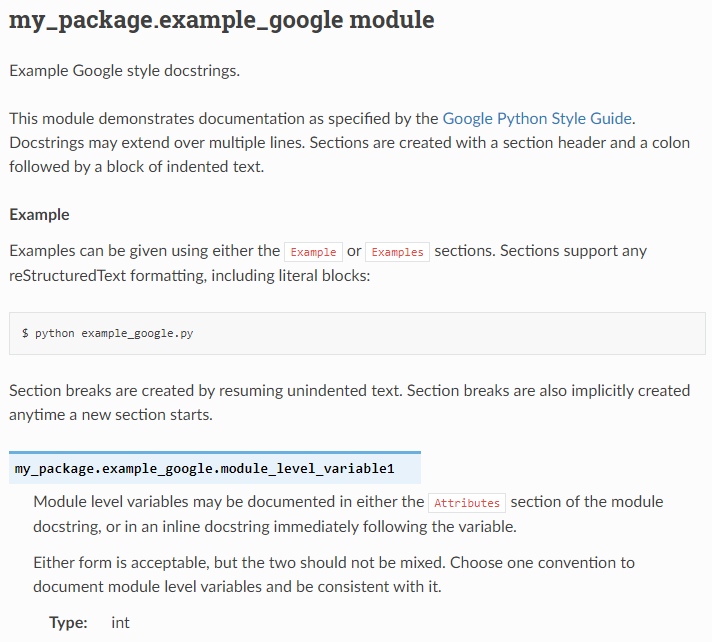 my_package.example_google module
Example Google style docstrings.
This module demonstrates documentation as specified by the Google Python Style Guide.
Docstrings may extend over multiple lines. Sections are created with a section header and a colon
followed by a block of indented text.
Example
Examples can be given using either the Example or Examples sections. Sections support any
reStructuredText formatting, including literal blocks:
$ python example_google.py
Section breaks are created by resuming unindented text. Section breaks are also implicitly created
anytime a new section starts.
my_package.example_google.module_level_variable1
Module level variables may be documented in either the Attributes section of the module
docstring, or in an inline docstring immediately following the variable.
Either form is acceptable, but the two should not be mixed. Choose one convention to
document module level variables and be consistent with it.
Type: int